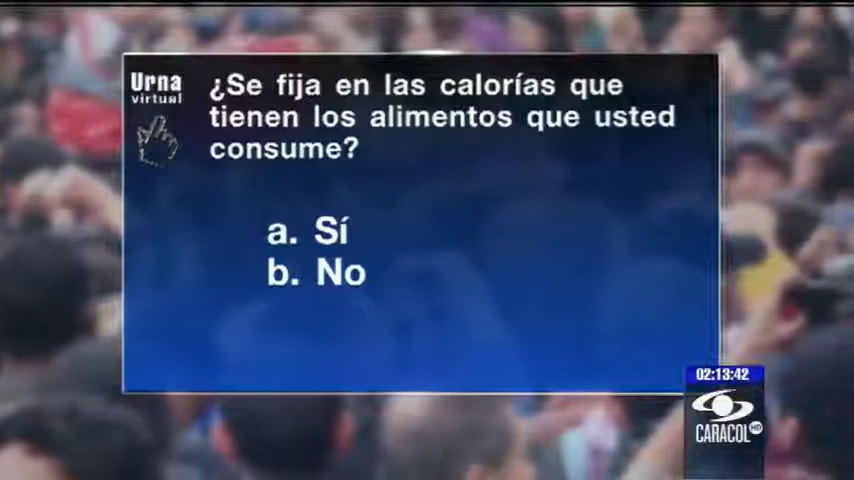 Urna
virtual
¿Se fija en las calorías que
tienen los alimentos que usted
consume?
a. Sí
b. No
02:13:42
CARACOL HD